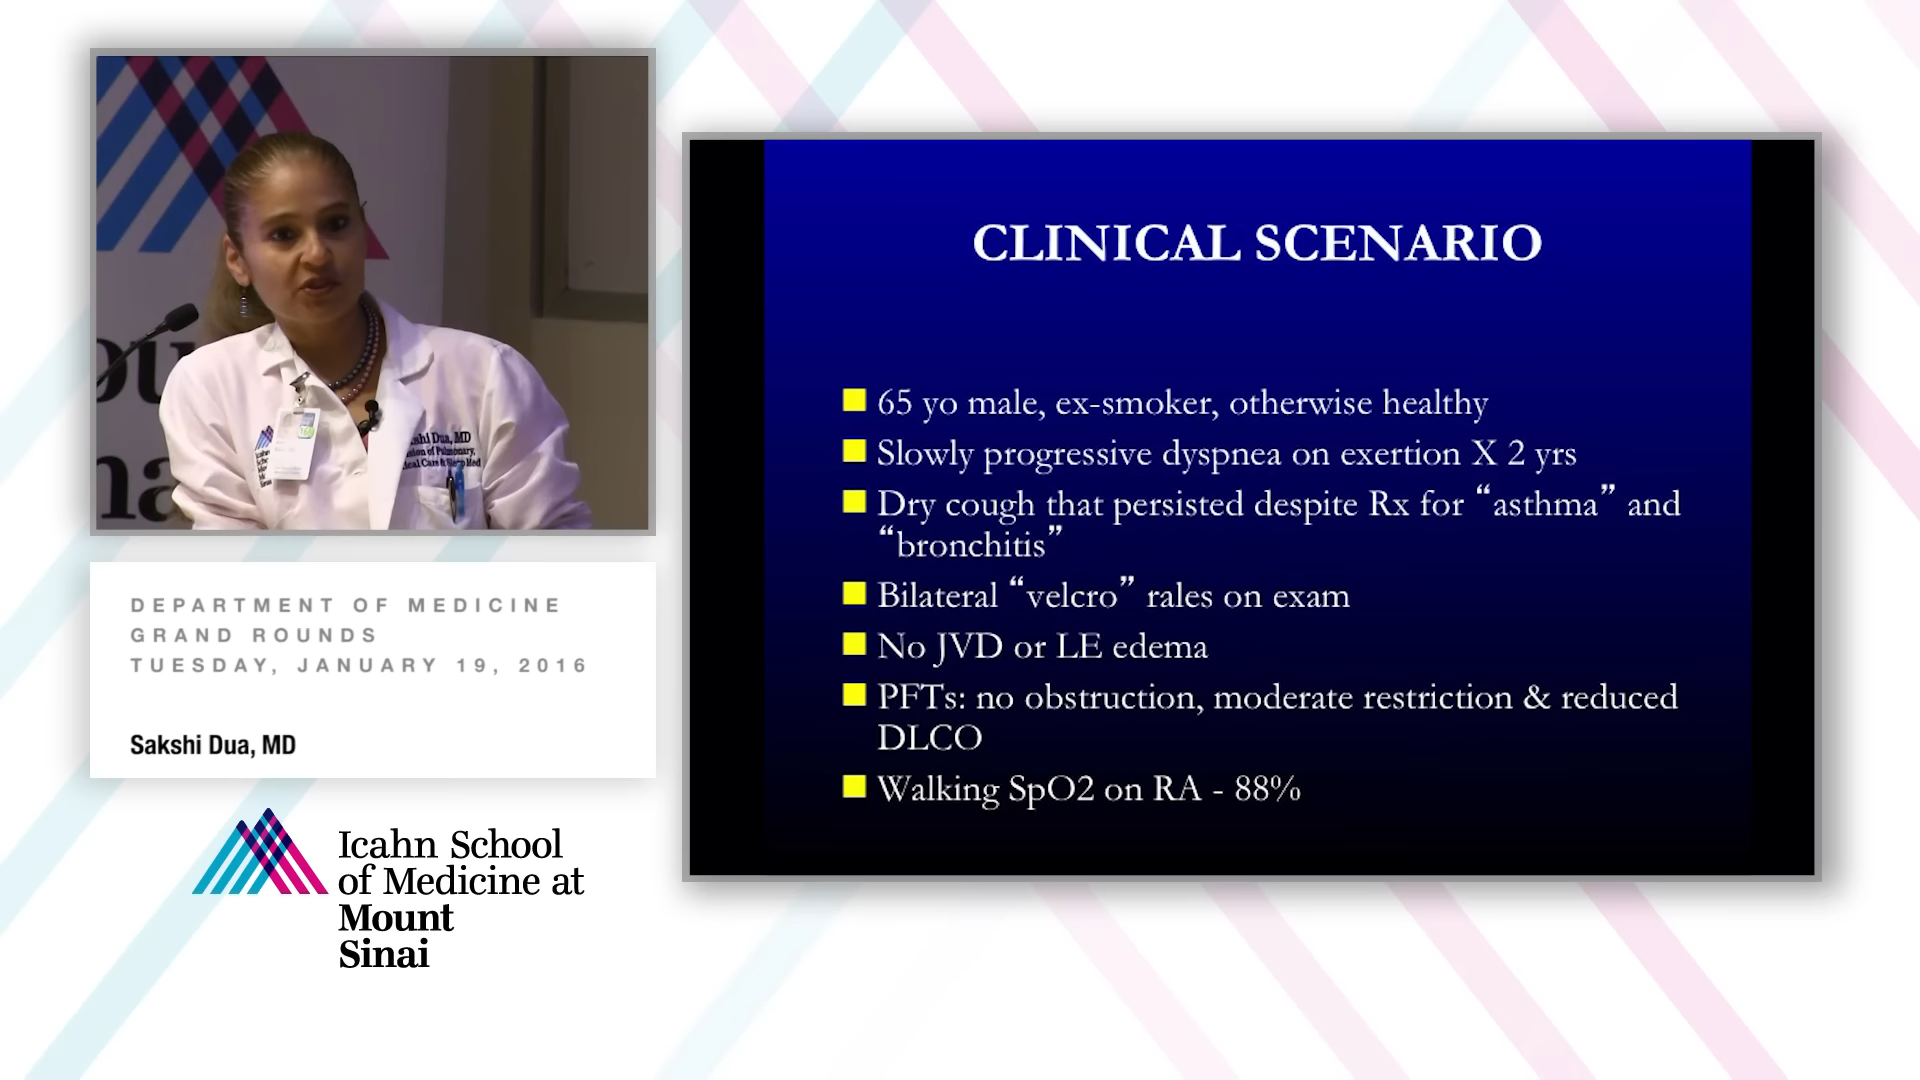 DEPARTMENT OF MEDICINE
GRAND ROUNDS
TUESDAY, JANUARY 19, 2016
Sakshi Dua, MD
Icahn School
of Medicine at
Mount
Sinai
CLINICAL SCENARIO
65 yo male, ex-smoker, otherwise healthy
Slowly progressive dyspnea on exertion X 2 yrs
Dry cough that persisted despite Rx for “asthma” and
“bronchitis”
Bilateral “velcro” rales on exam
No JVD or LE edema
PFTs: no obstruction, moderate restriction & reduced
DLCO
Walking SpO2 on RA - 88%
Dua, MD